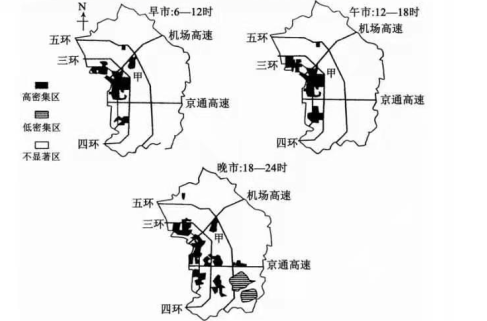 N
早市:6—12时
五环
机场高速
三环
甲
京通高速
四环
午市:12—18时
五环
机场高速
三环
甲
京通高速
四环
高密集区
低密集区
不显著区
晚市:18—24时
五环
机场高速
三环
甲
京通高速
四环